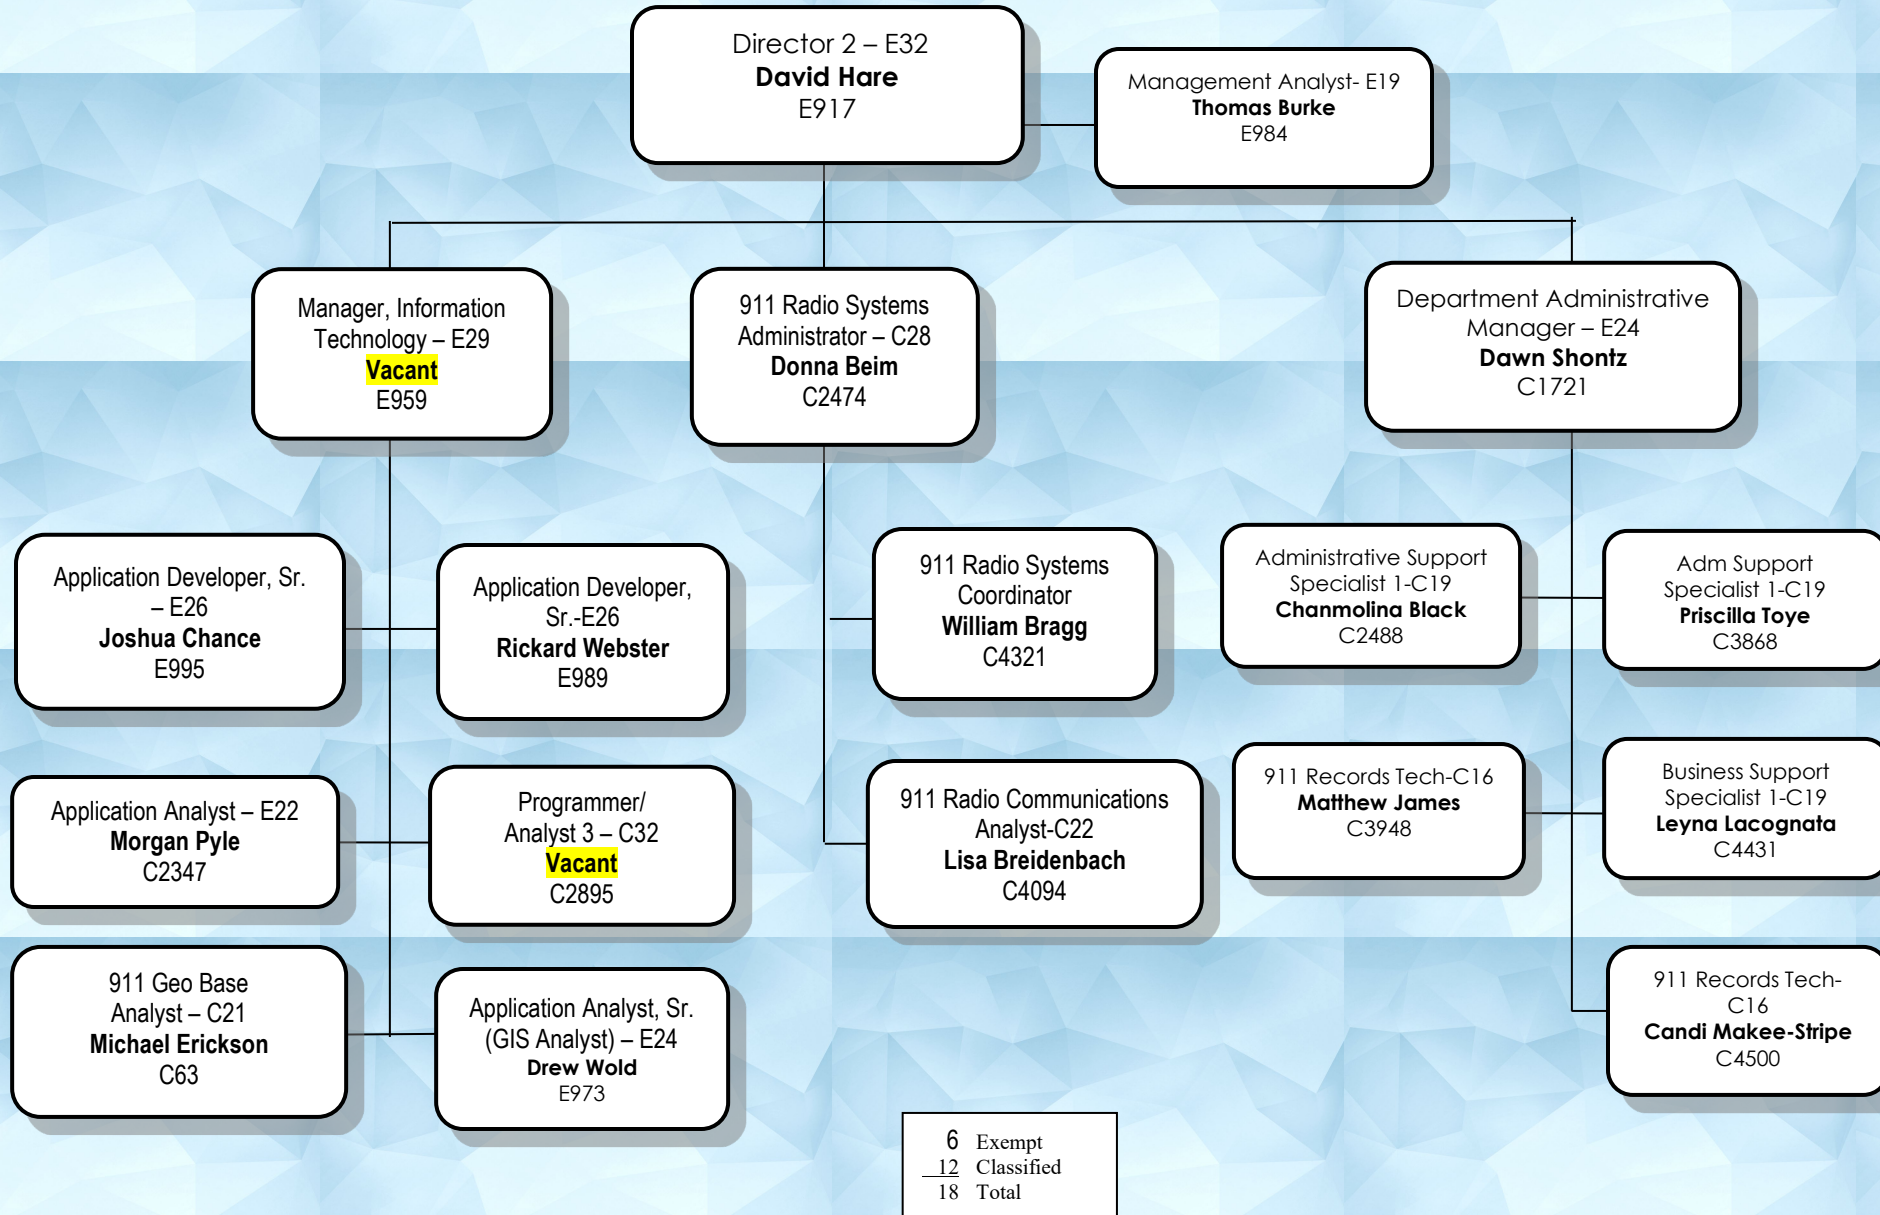 Director 2 – E32
David Hare
E917
Management Analyst- E19
Thomas Burke
E984
Manager, Information
Technology – E29
Vacant
E959
911 Radio Systems
Administrator – C28
Donna Beim
C2474
Department Administrative
Manager – E24
Dawn Shontz
C1721
Application Developer, Sr.
– E26
Joshua Chance
E995
Application Developer,
Sr.-E26
Rickard Webster
E989
911 Radio Systems
Coordinator
William Bragg
C4321
Administrative Support
Specialist 1-C19
Chanmolina Black
C2488
Adm Support
Specialist 1-C19
Priscilla Toye
C3868
Application Analyst – E22
Morgan Pyle
C2347
Programmer/
Analyst 3 – C32
Vacant
C2895
911 Radio Communications
Analyst-C22
Lisa Breidenbach
C4094
911 Records Tech-C16
Matthew James
C3948
Business Support
Specialist 1-C19
Leyna Lacognata
C4431
911 Geo Base
Analyst – C21
Michael Erickson
C63
Application Analyst, Sr.
(GIS Analyst) – E24
Drew Wold
E973
911 Records Tech-
C16
Candi Makee-Stripe
C4500
6 Exempt
12 Classified
18 Total